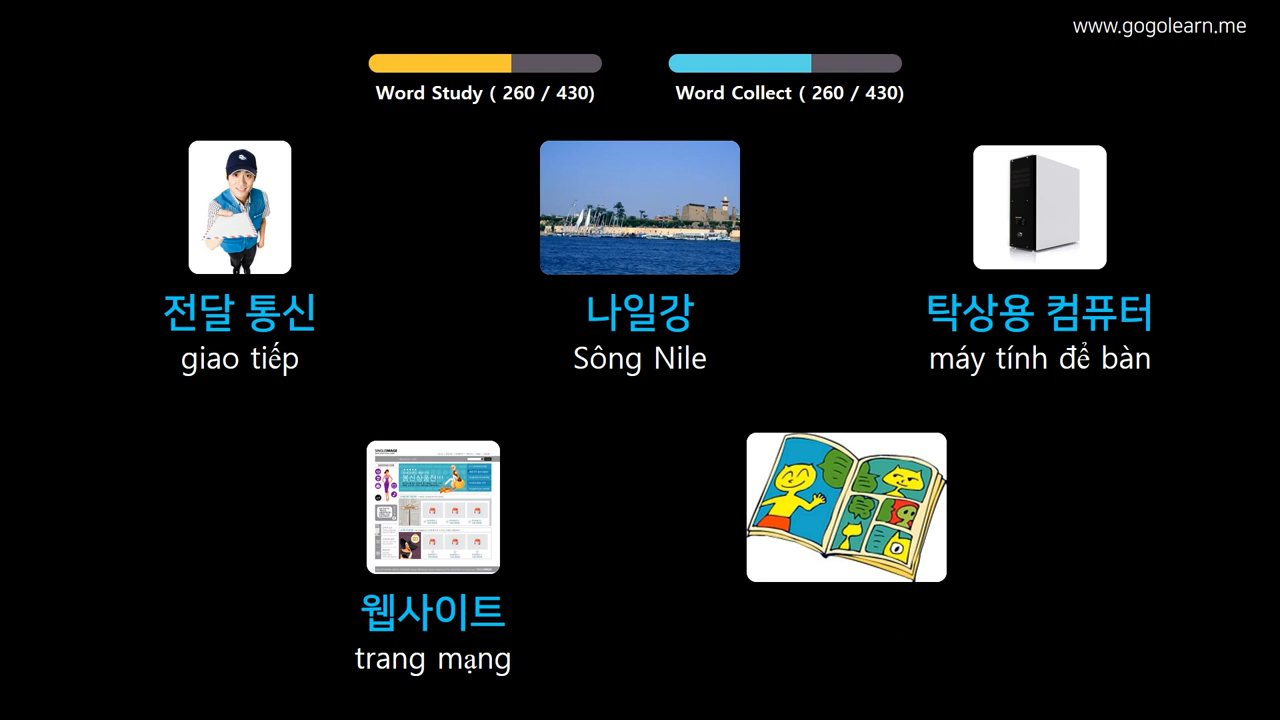 www.gogolearn.me
Word Study ( 260 / 430)
Word Collect ( 260 / 430)
전달 통신
giao tiếp
나일강
Sông Nile
탁상용 컴퓨터
máy tính để bàn
웹사이트
trang mạng